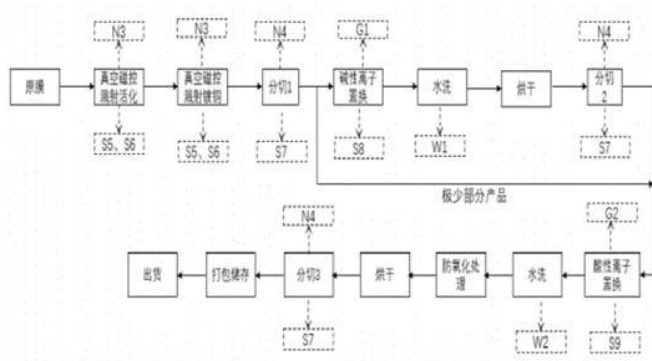 N3
N3
N4
G1
N4
原膜
真空磁控
溅射活化
真空磁控
溅射镀铜
分切1
碱性离子
置换
水洗
烘干
分切
2
S5、S6
S5、S6
S7
S8
W1
S7
极少部分产品
N4
G2
出货
打包储存
分切3
烘干
防氧化处
理
水洗
酸性离子
置换
S7
W2
S9